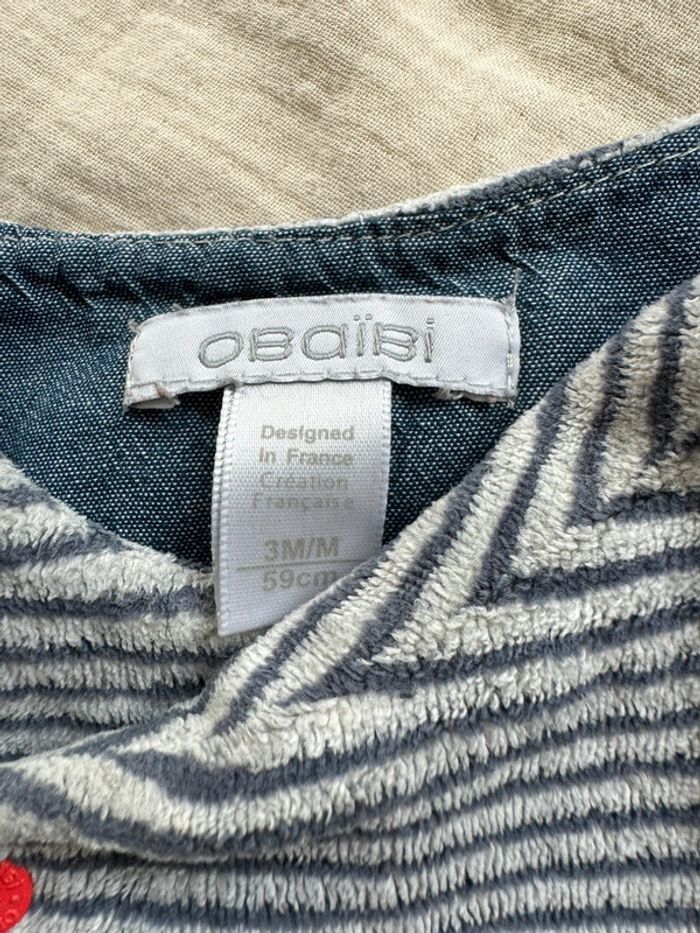 OBaïBi
Designed
in France
Création
Française
3M/M
59cm